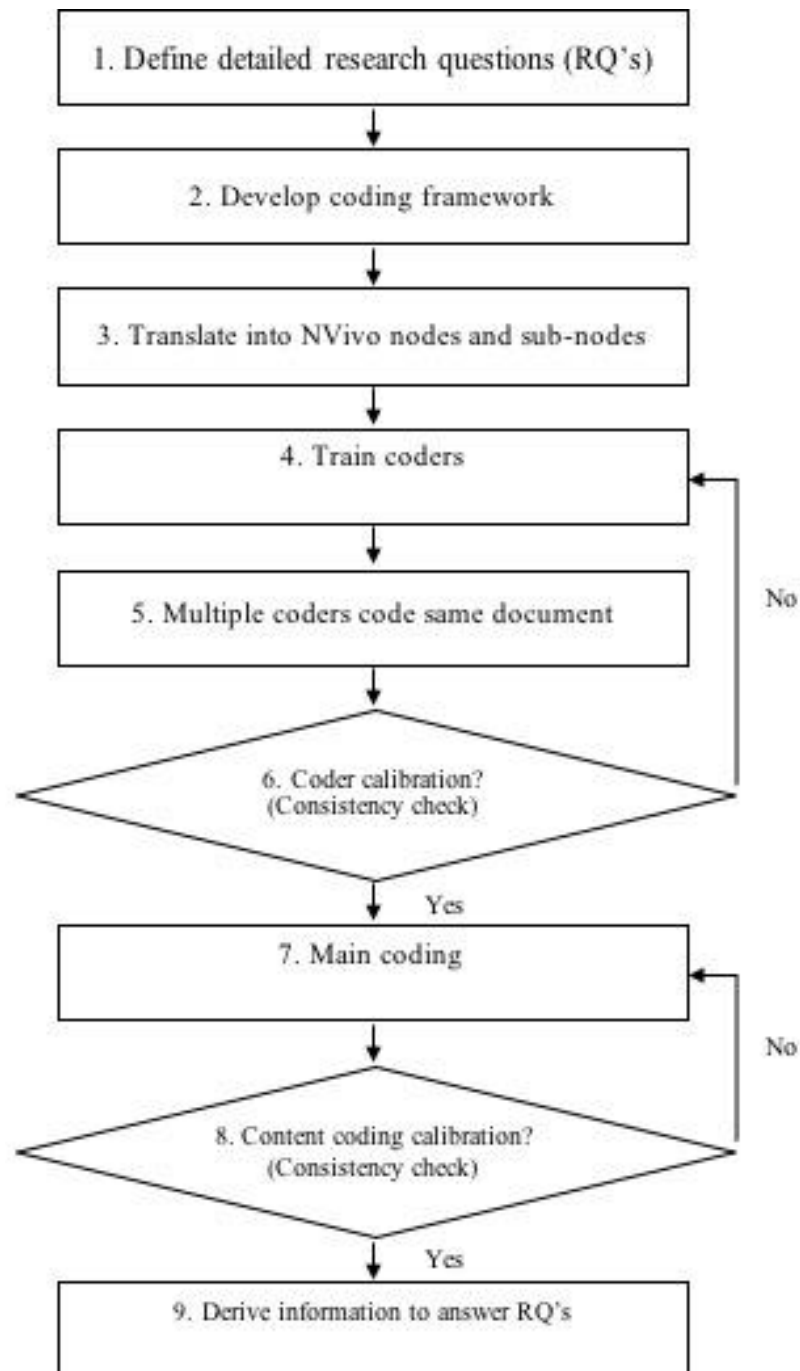 1. Define detailed research questions (RQ's)
2. Develop coding framework
3. Translate into NVivo nodes and sub-nodes
4. Train coders
5. Multiple coders code same document
No
6. Coder calibration?
(Consistency check)
Yes
7. Main coding
No
8. Content coding calibration?
(Consistency check)
Yes
9. Derive information to answer RQ's